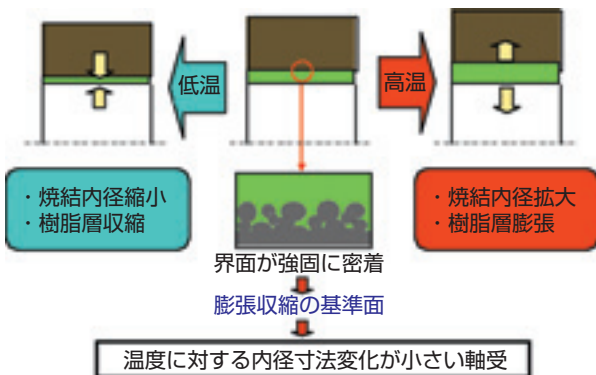 低温
高温
・焼結内径縮小
・樹脂層収縮
・焼結内径拡大
・樹脂層膨張
界面が強固に密着
膨張収縮の基準面
温度に対する内径寸法変化が小さい軸受